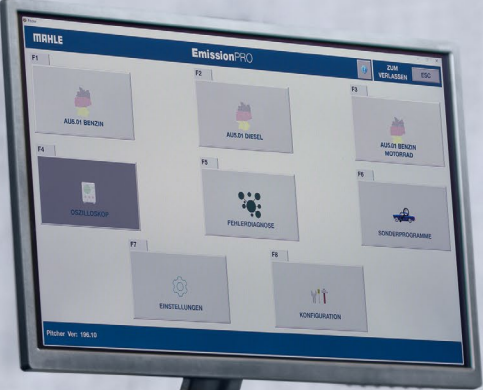 MAHLE
EmissionPRO
ZUM
VERLASSEN
ESC
F1
AU5.01 BENZIN
F2
AU5.01 DIESEL
F3
AU5.01 BENZIN
MOTORRAD
F4
OSZILLOSKOP
F5
FEHLERDIAGNOSE
F6
SONDERPROGRAMME
F7
EINSTELLUNGEN
F8
KONFIGURATION
Pitcher Ver: 196.10